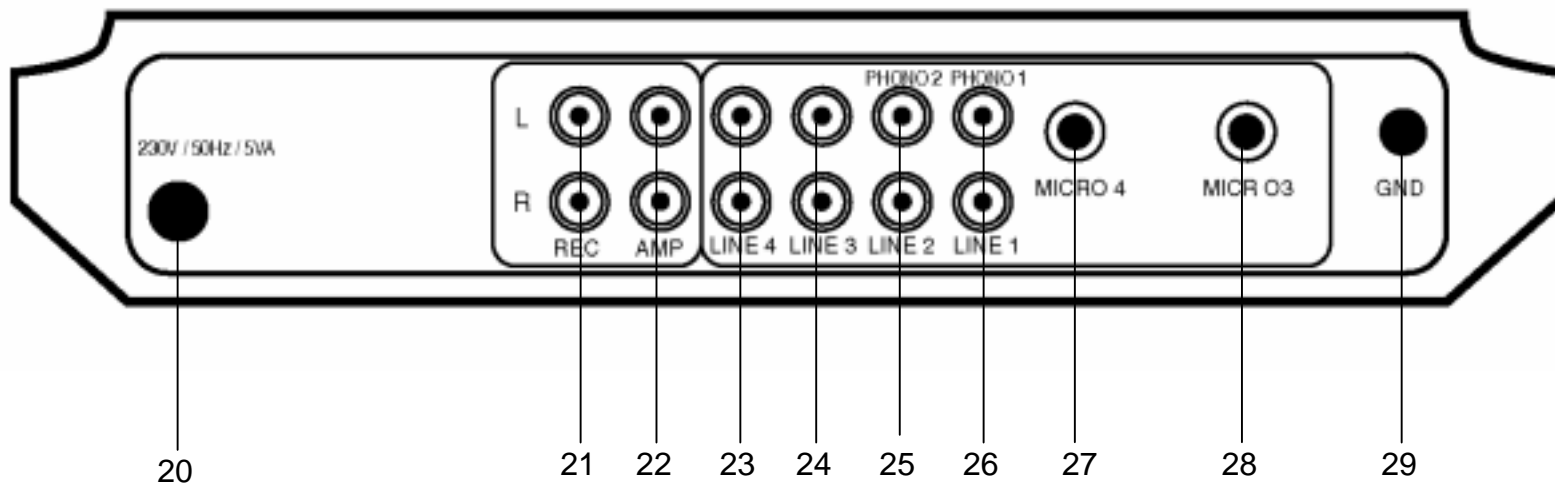 PHONO 2 PHONO 1
L
230V / 50Hz / 5VA
MICRO 4 MICR O3 GND
R
REC AMP LINE 4 LINE 3 LINE 2 LINE 1
20 21 22 23 24 25 26 27 28 29